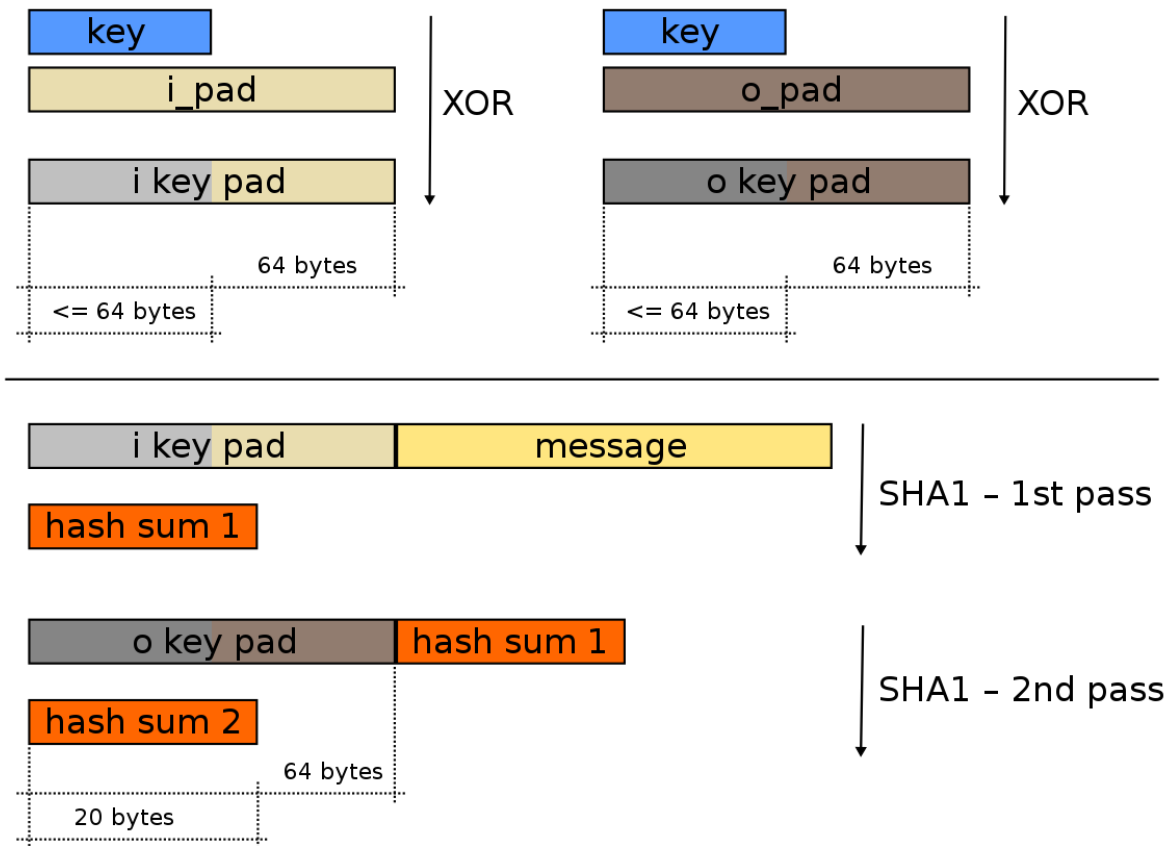 key
key
i_pad
o_pad
XOR
XOR
i key pad
o key pad
64 bytes
64 bytes
<= 64 bytes
<= 64 bytes
i key pad
message
SHA1 – 1st pass
hash sum 1
o key pad
hash sum 1
SHA1 – 2nd pass
hash sum 2
64 bytes
20 bytes